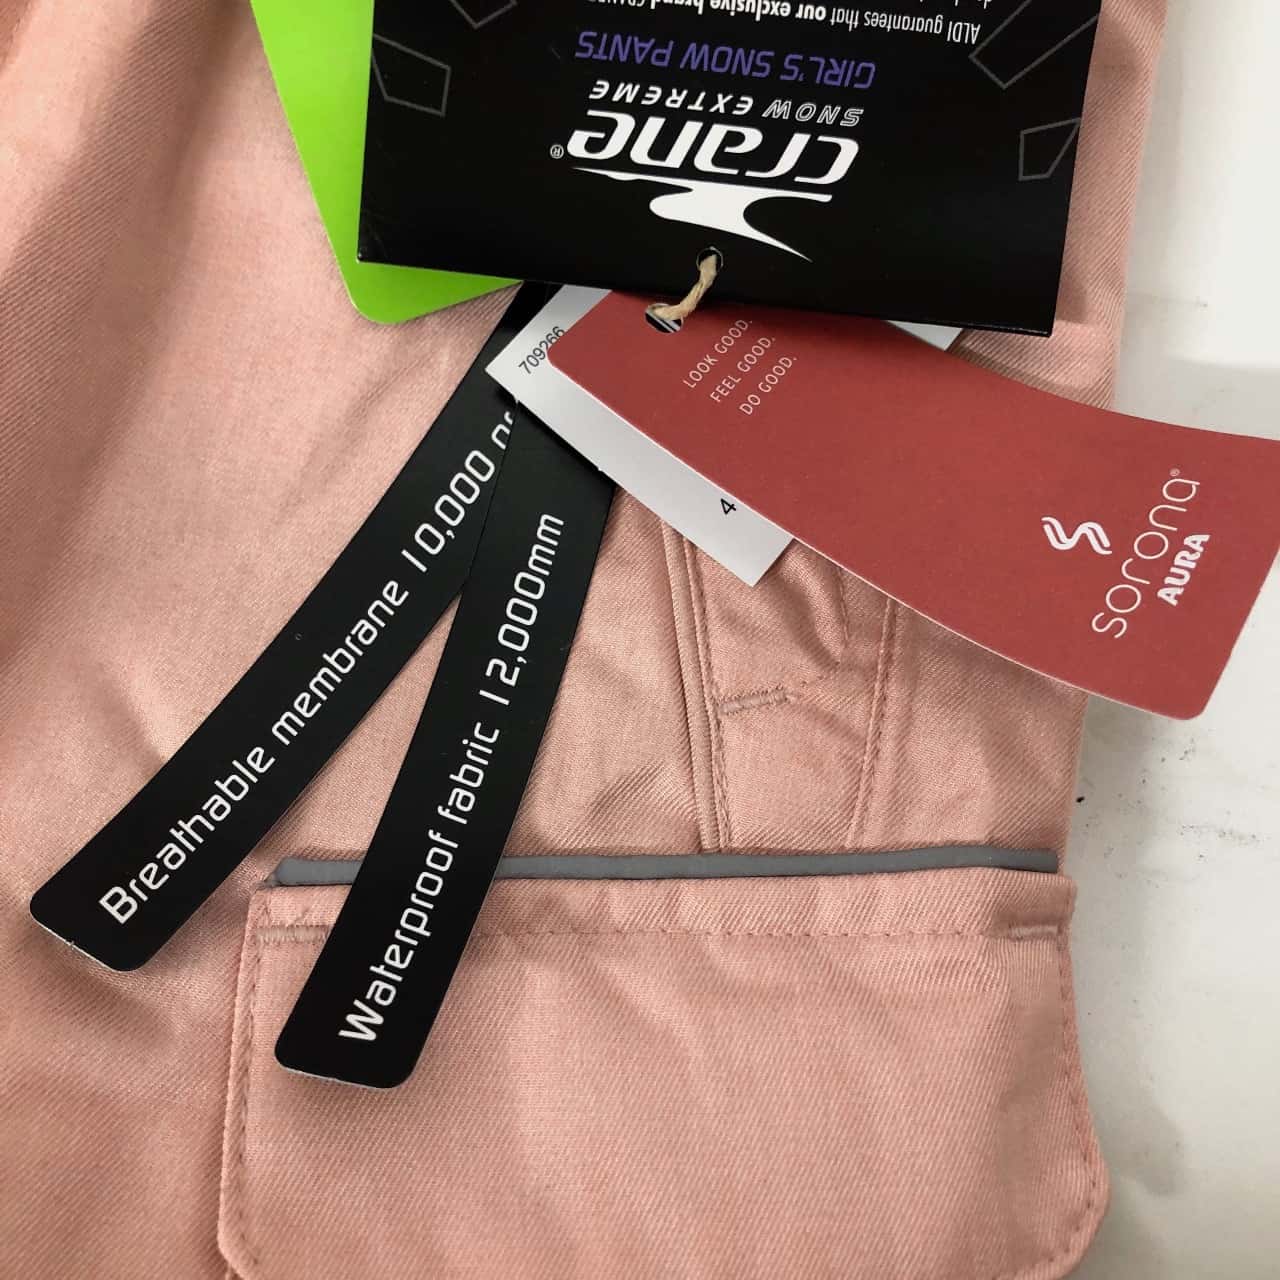 crane®
SNOW EXTREME
GIRL'S SNOW PANTS
ALDI guarantees that our exclusive brand
709266
LOOK GOOD.
FEEL GOOD.
DO GOOD.
4
sorona®
AURA
Breathable membrane 10,000
Waterproof fabric 12,000mm